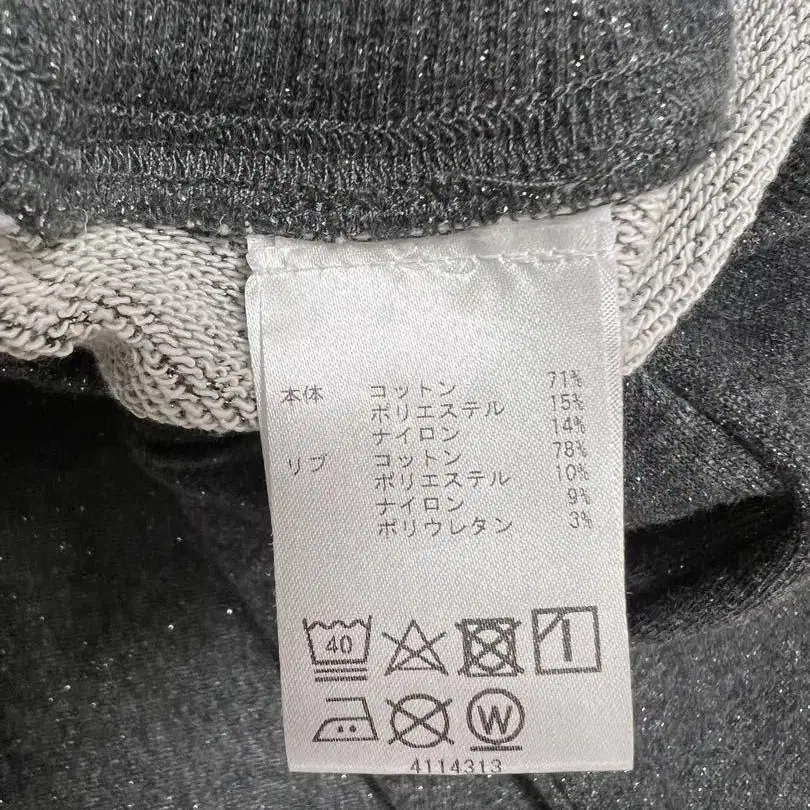 本体 コットン 71%
ポリエステル 15%
ナイロン 14%
リブ コットン 78%
ポリエステル 10%
ナイロン 9%
ポリウレタン 3%
40
W
4114313